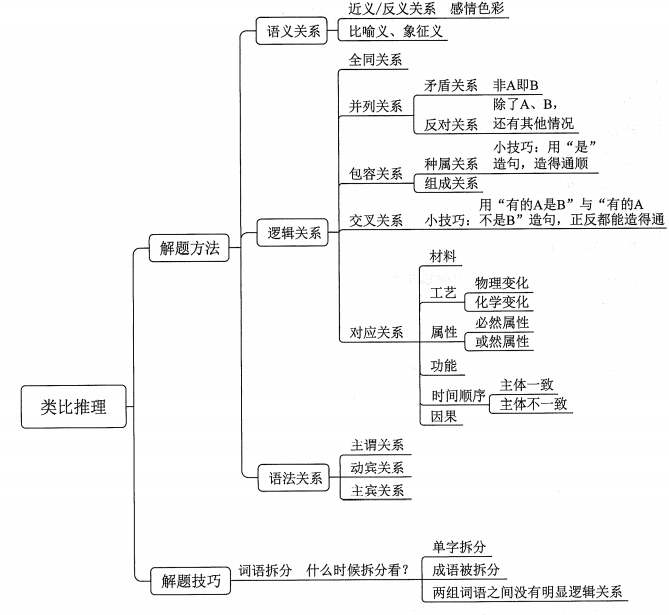 近义/反义关系 感情色彩
语义关系
比喻义、象征义
全同关系
矛盾关系 非A即B
并列关系
除了A、B，
反对关系 还有其他情况
小技巧：用“是”
种属关系 造句，造得通顺
包容关系
组成关系
用“有的A是B”与“有的A
交叉关系 小技巧：不是B”造句，正反都能造得通
逻辑关系
解题方法
材料
物理变化
工艺
化学变化
必然属性
对应关系 属性
或然属性
功能
主体一致
时间顺序
主体不一致
因果
类比推理
主谓关系
动宾关系
语法关系
主宾关系
单字拆分
解题技巧 词语拆分 什么时候拆分看？ 成语被拆分
两组词语之间没有明显逻辑关系